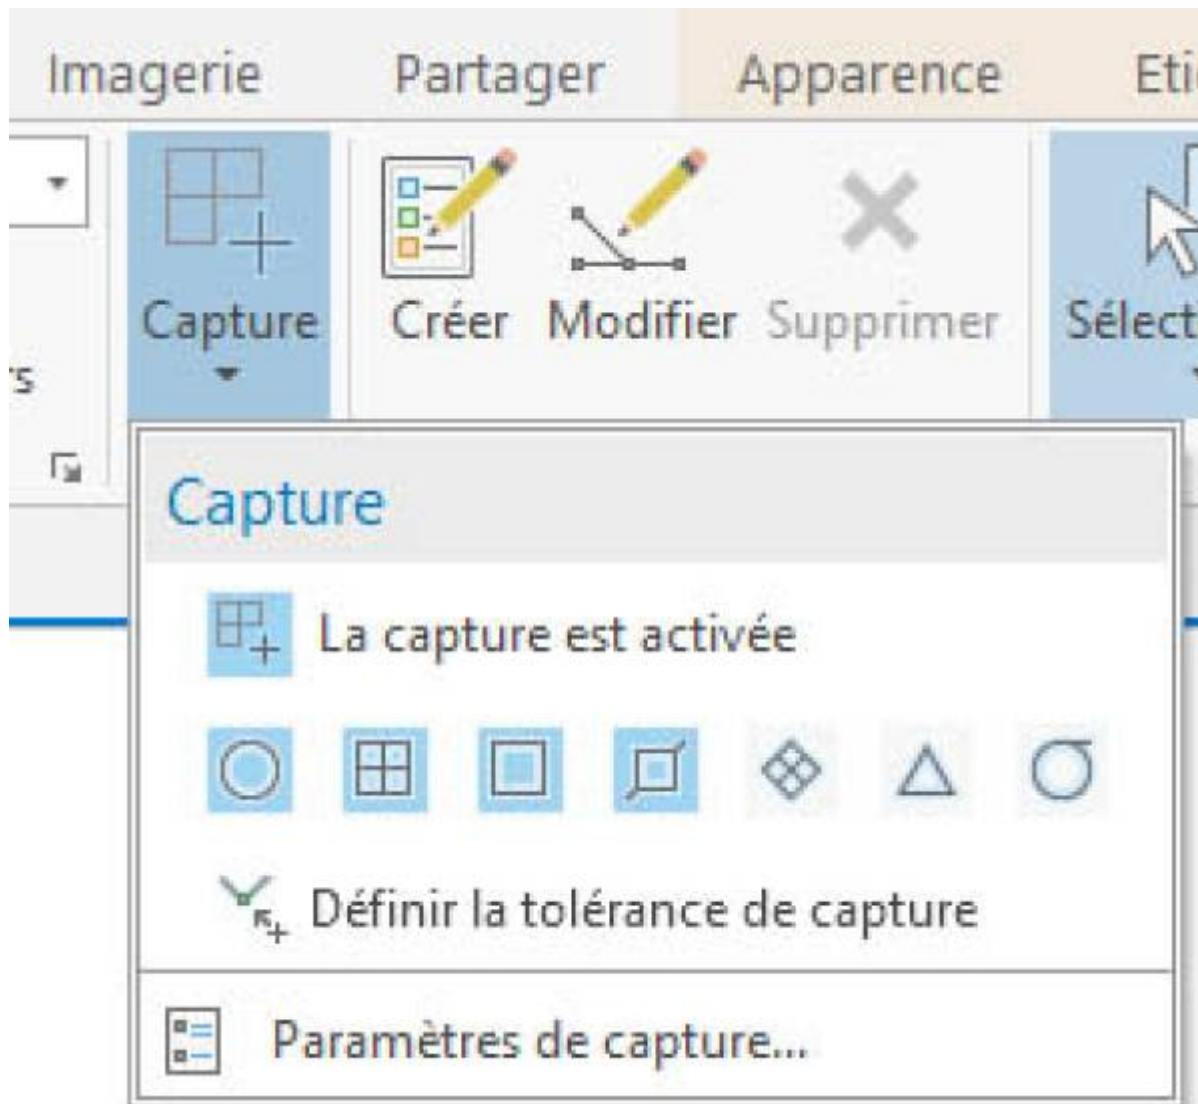 Imagerie Partager Apparence
Capture Créer Modifier Supprimer
Capture
La capture est activée
Définir la tolérance de capture
Paramètres de capture...